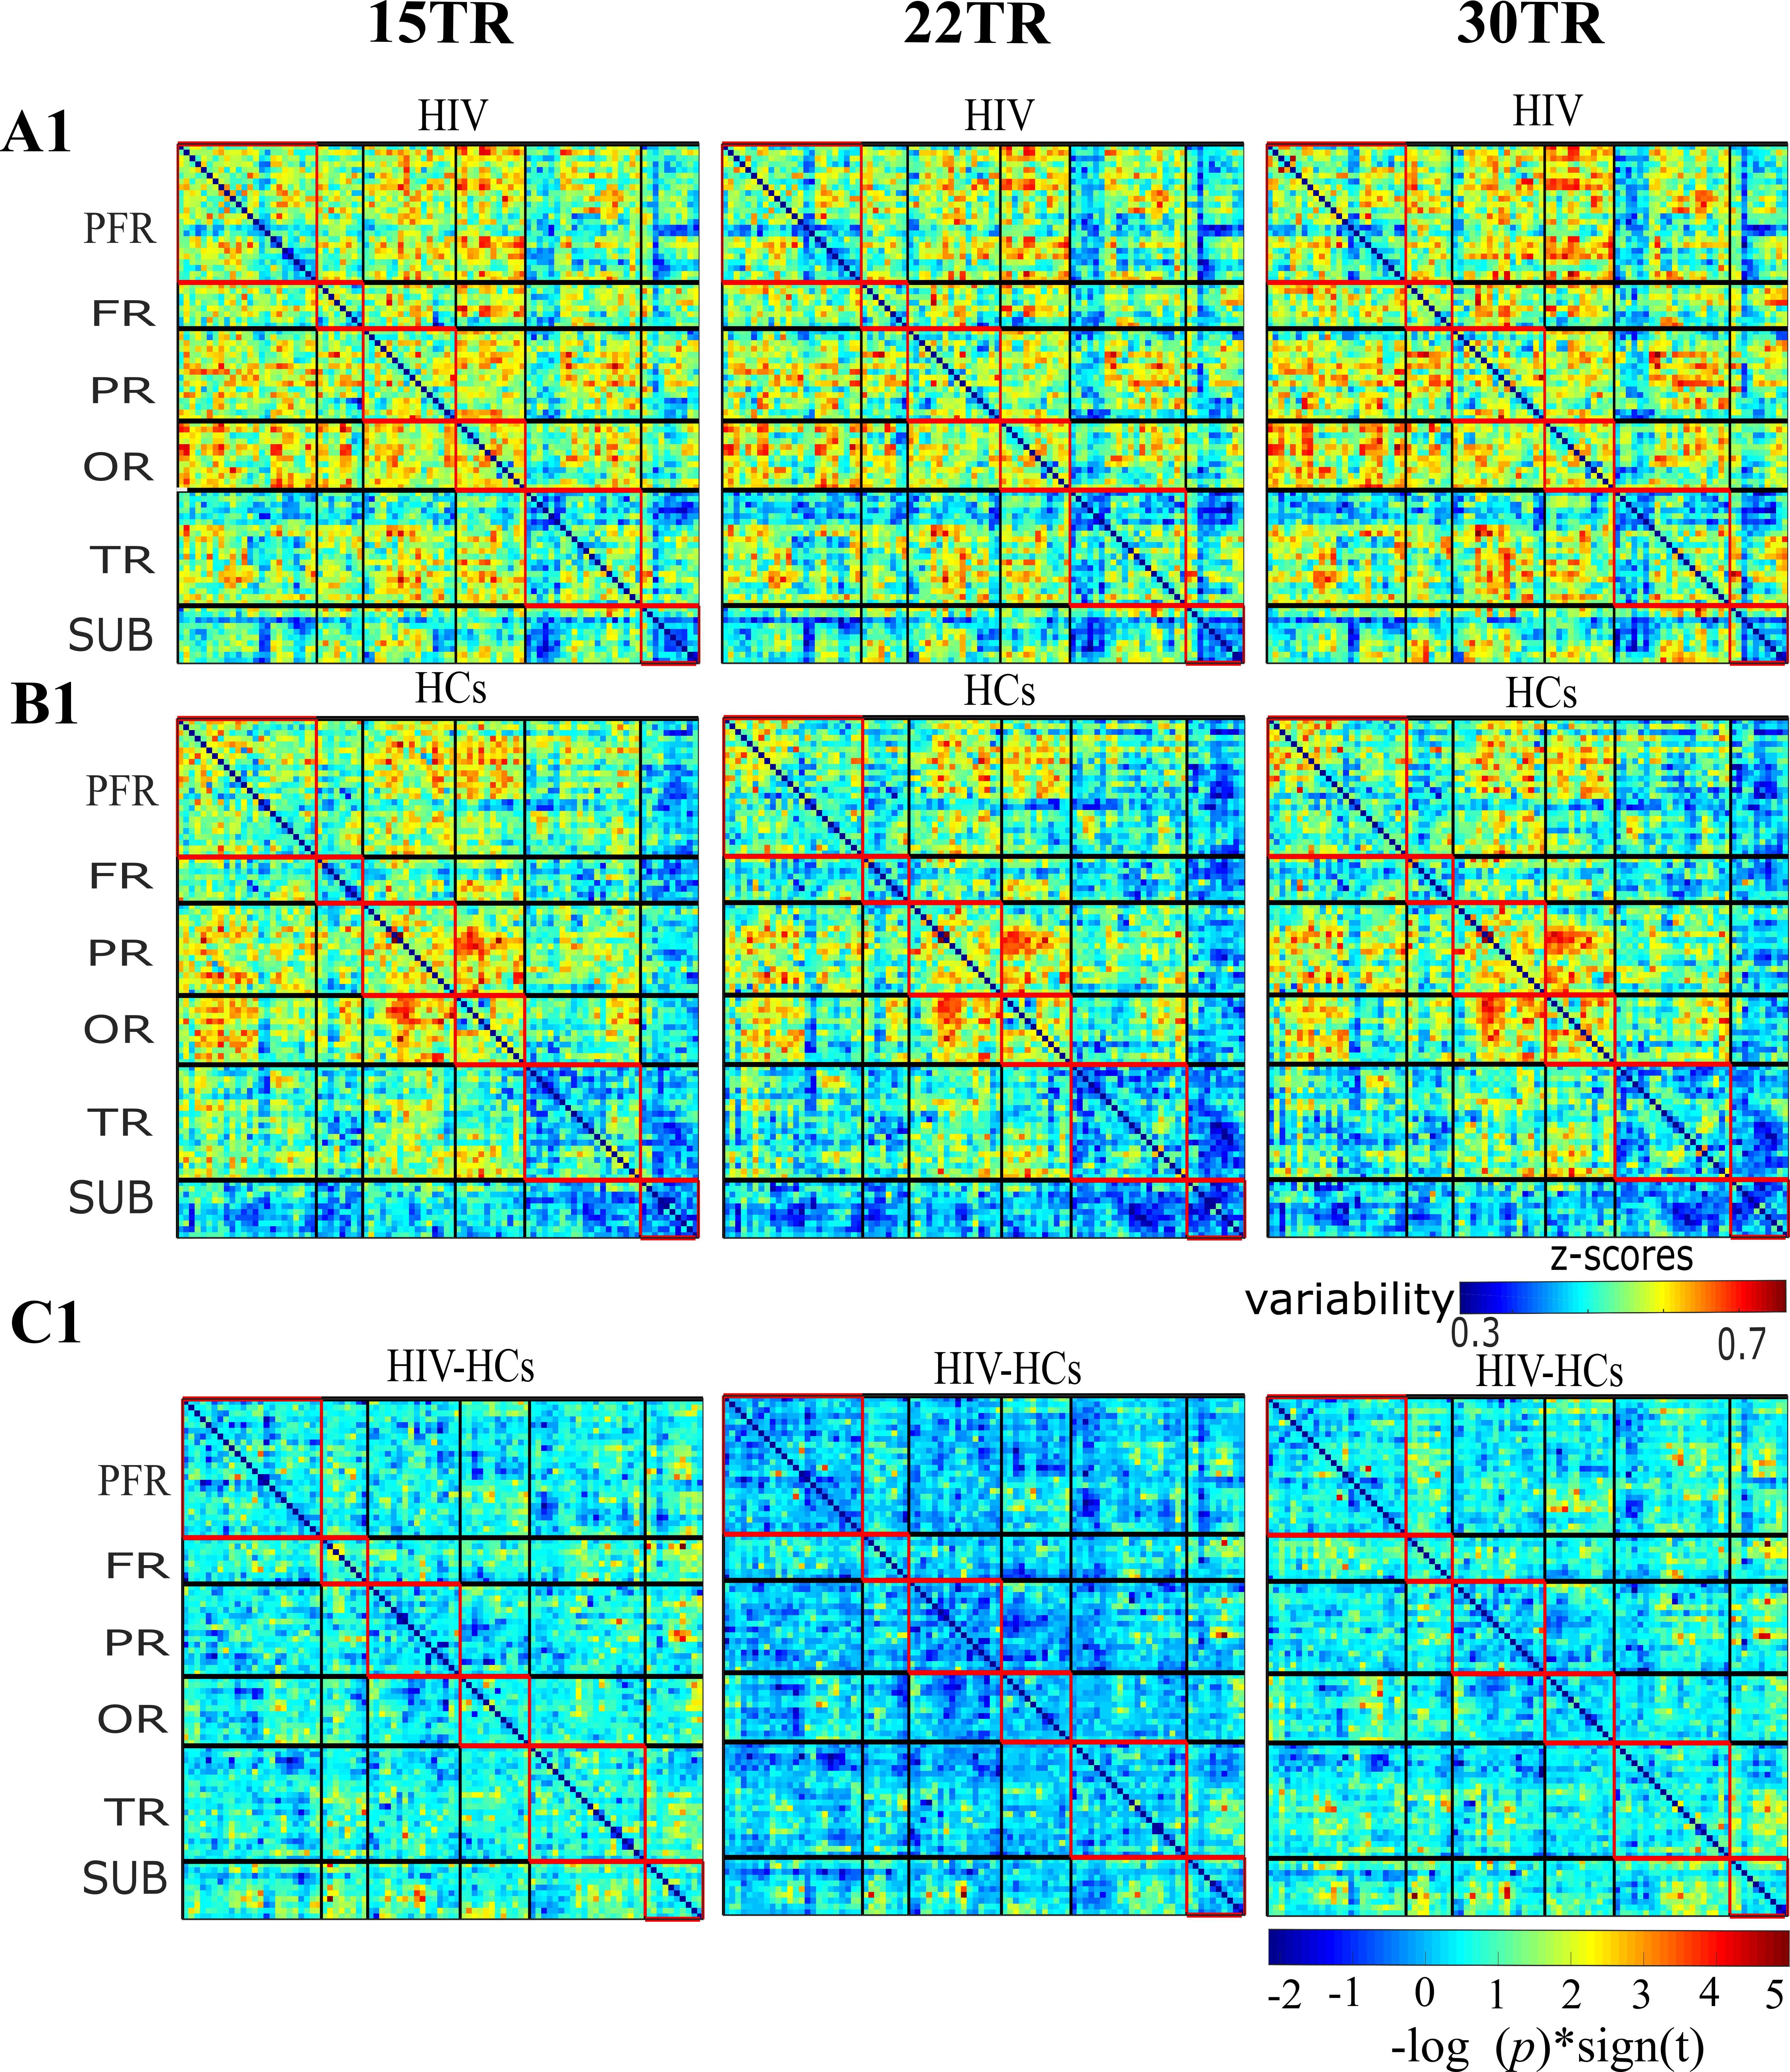 15TR 22TR 30TR
A1 HIV HIV HIV
PFR
FR
PR
OR
TR
SUB
B1 HCs HCs HCs
PFR
FR
PR
OR
TR
SUB
z-scores
variability
0.3 0.7
C1
HIV-HCs HIV-HCs HIV-HCs
PFR
FR
PR
OR
TR
SUB
-2 -1 0 1 2 3 4 5
-log (p)*sign(t)